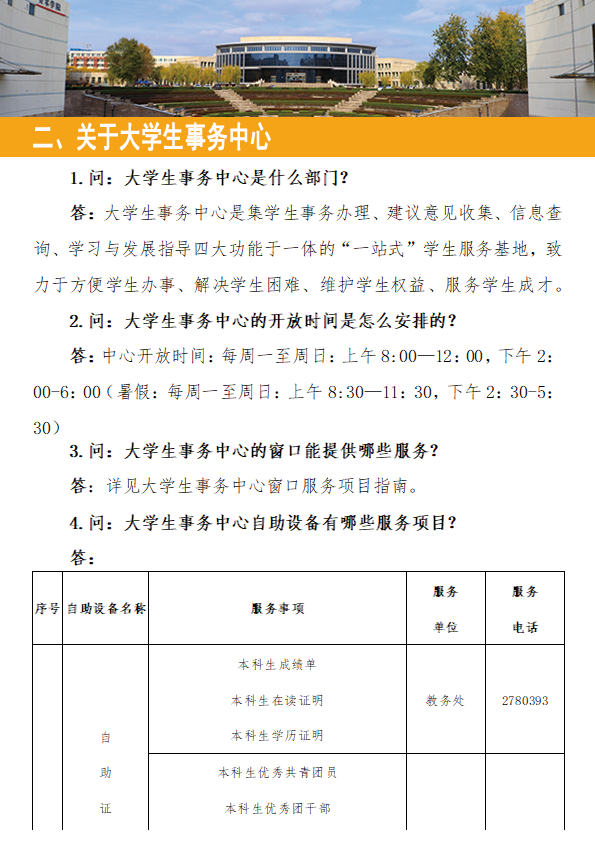 二、关于大学生事务中心
1.问：大学生事务中心是什么部门？
答：大学生事务中心是集学生事务办理、建议意见收集、信息查
询、学习与发展指导四大功能于一体的“一站式”学生服务基地，致
力于方便学生办事、解决学生困难、维护学生权益、服务学生成才。
2.问：大学生事务中心的开放时间是怎么安排的？
答：中心开放时间：每周一至周日：上午8:00—12：00，下午2：
00-6：00（暑假：每周一至周日：上午8:30—11：30，下午2：30-5：
30）
3.问：大学生事务中心的窗口能提供哪些服务？
答：详见大学生事务中心窗口服务项目指南。
4.问：大学生事务中心自助设备有哪些服务项目？
答：
序号 自助设备名称 服务事项 服务单位 服务电话
本科生成绩单
本科生在读证明 教务处 2780393
本科生学历证明
自
助 本科生优秀共青团员
证 本科生优秀团干部